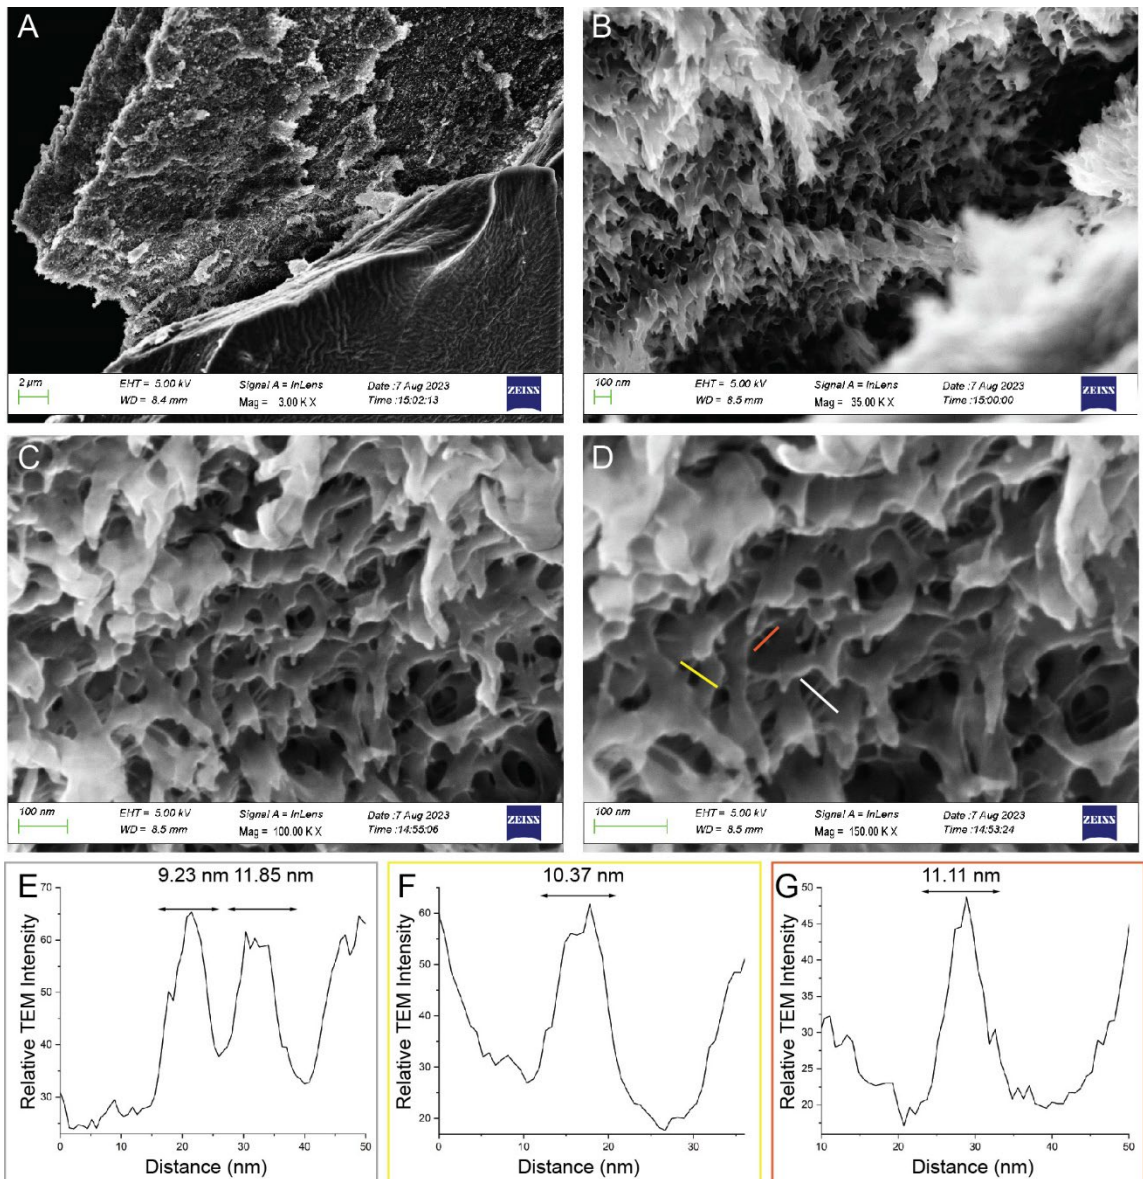 A
2 µm
EHT = 5.00 kV
WD = 8.4 mm
Signal A = InLens
Mag = 3.00 K X
Date :7 Aug 2023
Time :15:02:13
ZEISS
B
100 nm
EHT = 5.00 kV
WD = 8.5 mm
Signal A = InLens
Mag = 35.00 K X
Date :7 Aug 2023
Time :15:00:00
ZEISS
C
100 nm
EHT = 5.00 kV
WD = 8.5 mm
Signal A = InLens
Mag = 100.00 K X
Date :7 Aug 2023
Time :14:55:06
ZEISS
D
100 nm
EHT = 5.00 kV
WD = 8.5 mm
Signal A = InLens
Mag = 150.00 K X
Date :7 Aug 2023
Time :14:53:24
ZEISS
E
9.23 nm 11.85 nm
Relative TEM Intensity
70
60
50
40
30
0 10 20 30 40 50
Distance (nm)
F
10.37 nm
Relative TEM Intensity
60
50
40
30
20
0 10 20 30
Distance (nm)
G
11.11 nm
Relative TEM Intensity
50
45
40
35
30
25
20
15
10 20 30 40 50
Distance (nm)